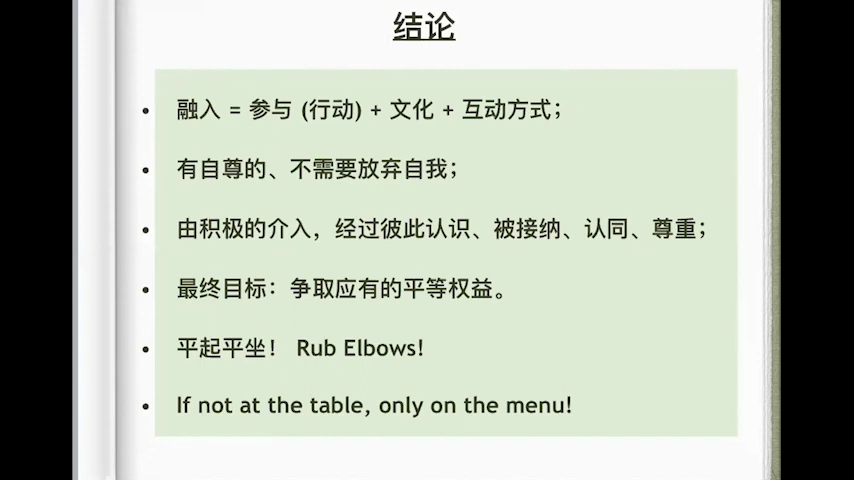 结论
• 融入 = 参与 (行动) + 文化 + 互动方式；
• 有自尊的、不需要放弃自我；
• 由积极的介入，经过彼此认识、被接纳、认同、尊重；
• 最终目标：争取应有的平等权益。
• 平起平坐！ Rub Elbows!
• If not at the table, only on the menu!